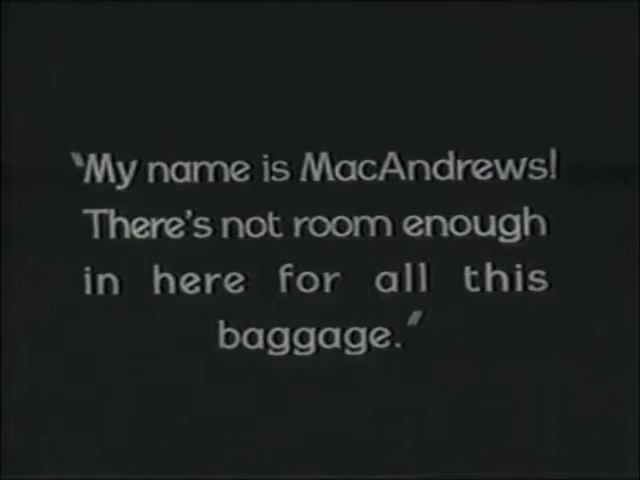 "My name is MacAndrews!
There's not room enough
in here for all this
baggage."